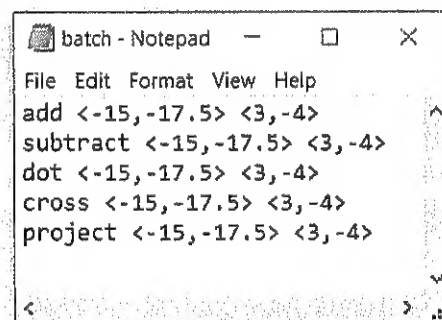 batch - Notepad
File Edit Format View Help
add <-15,-17.5> <3,-4>
subtract <-15,-17.5> <3,-4>
dot <-15,-17.5> <3,-4>
cross <-15,-17.5> <3,-4>
project <-15,-17.5> <3,-4>